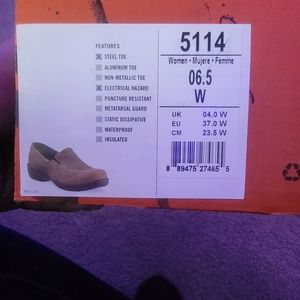 FEATURES
STEEL TOE
ALUMINUM TOE
NON-METALLIC TOE
ELECTRICAL HAZARD
PUNCTURE RESISTANT
METATARSAL GUARD
STATIC DISSIPATIVE
WATERPROOF
INSULATED
5114
Women • Mujere • Femme
06.5
W
UK 04.0 W
EU 37.0 W
CM 23.5 W
8 89475 27465 5